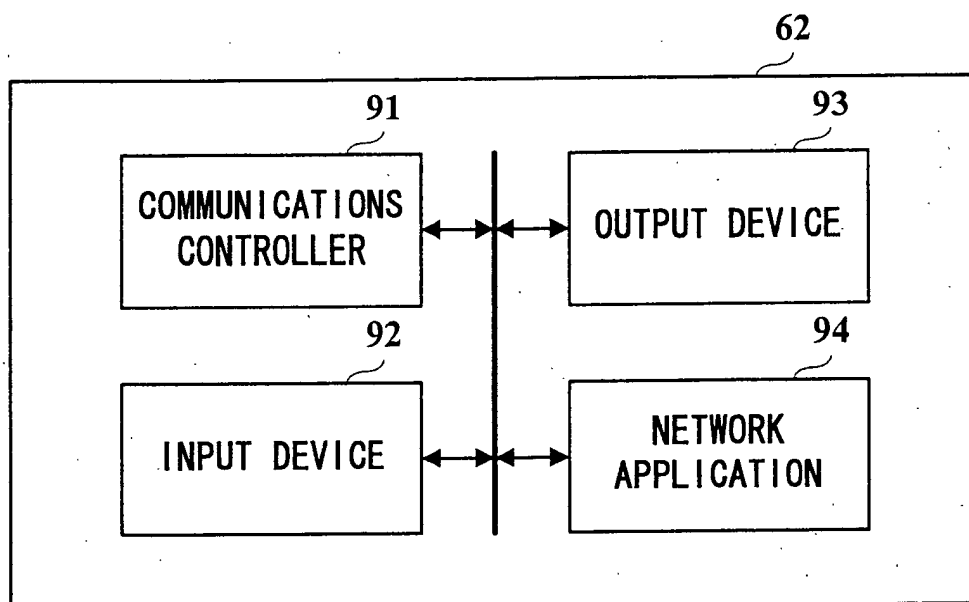 62
91
COMMUNICATIONS
CONTROLLER
93
OUTPUT DEVICE
92
INPUT DEVICE
94
NETWORK
APPLICATION